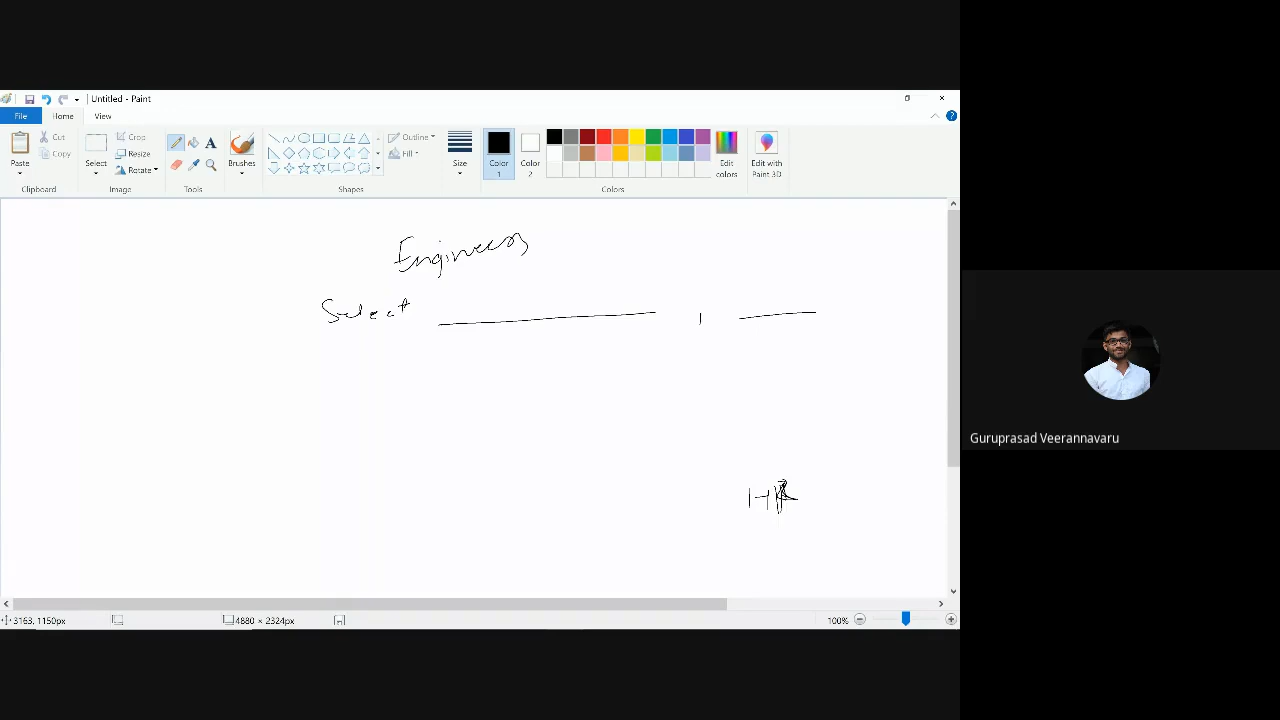 Untitled - Paint
File Home View
Paste
Cut
Copy
Clipboard
Select
Crop
Resize
Rotate
Image
Tools
Brushes
Shapes
Outline
Fill
Size
Color 1
Color 2
Colors
Edit colors
Edit with Paint 3D
Engineers
Select ,
HR
Guruprasad Veerannavaru
3163, 1150px
4880 × 2324px
100%